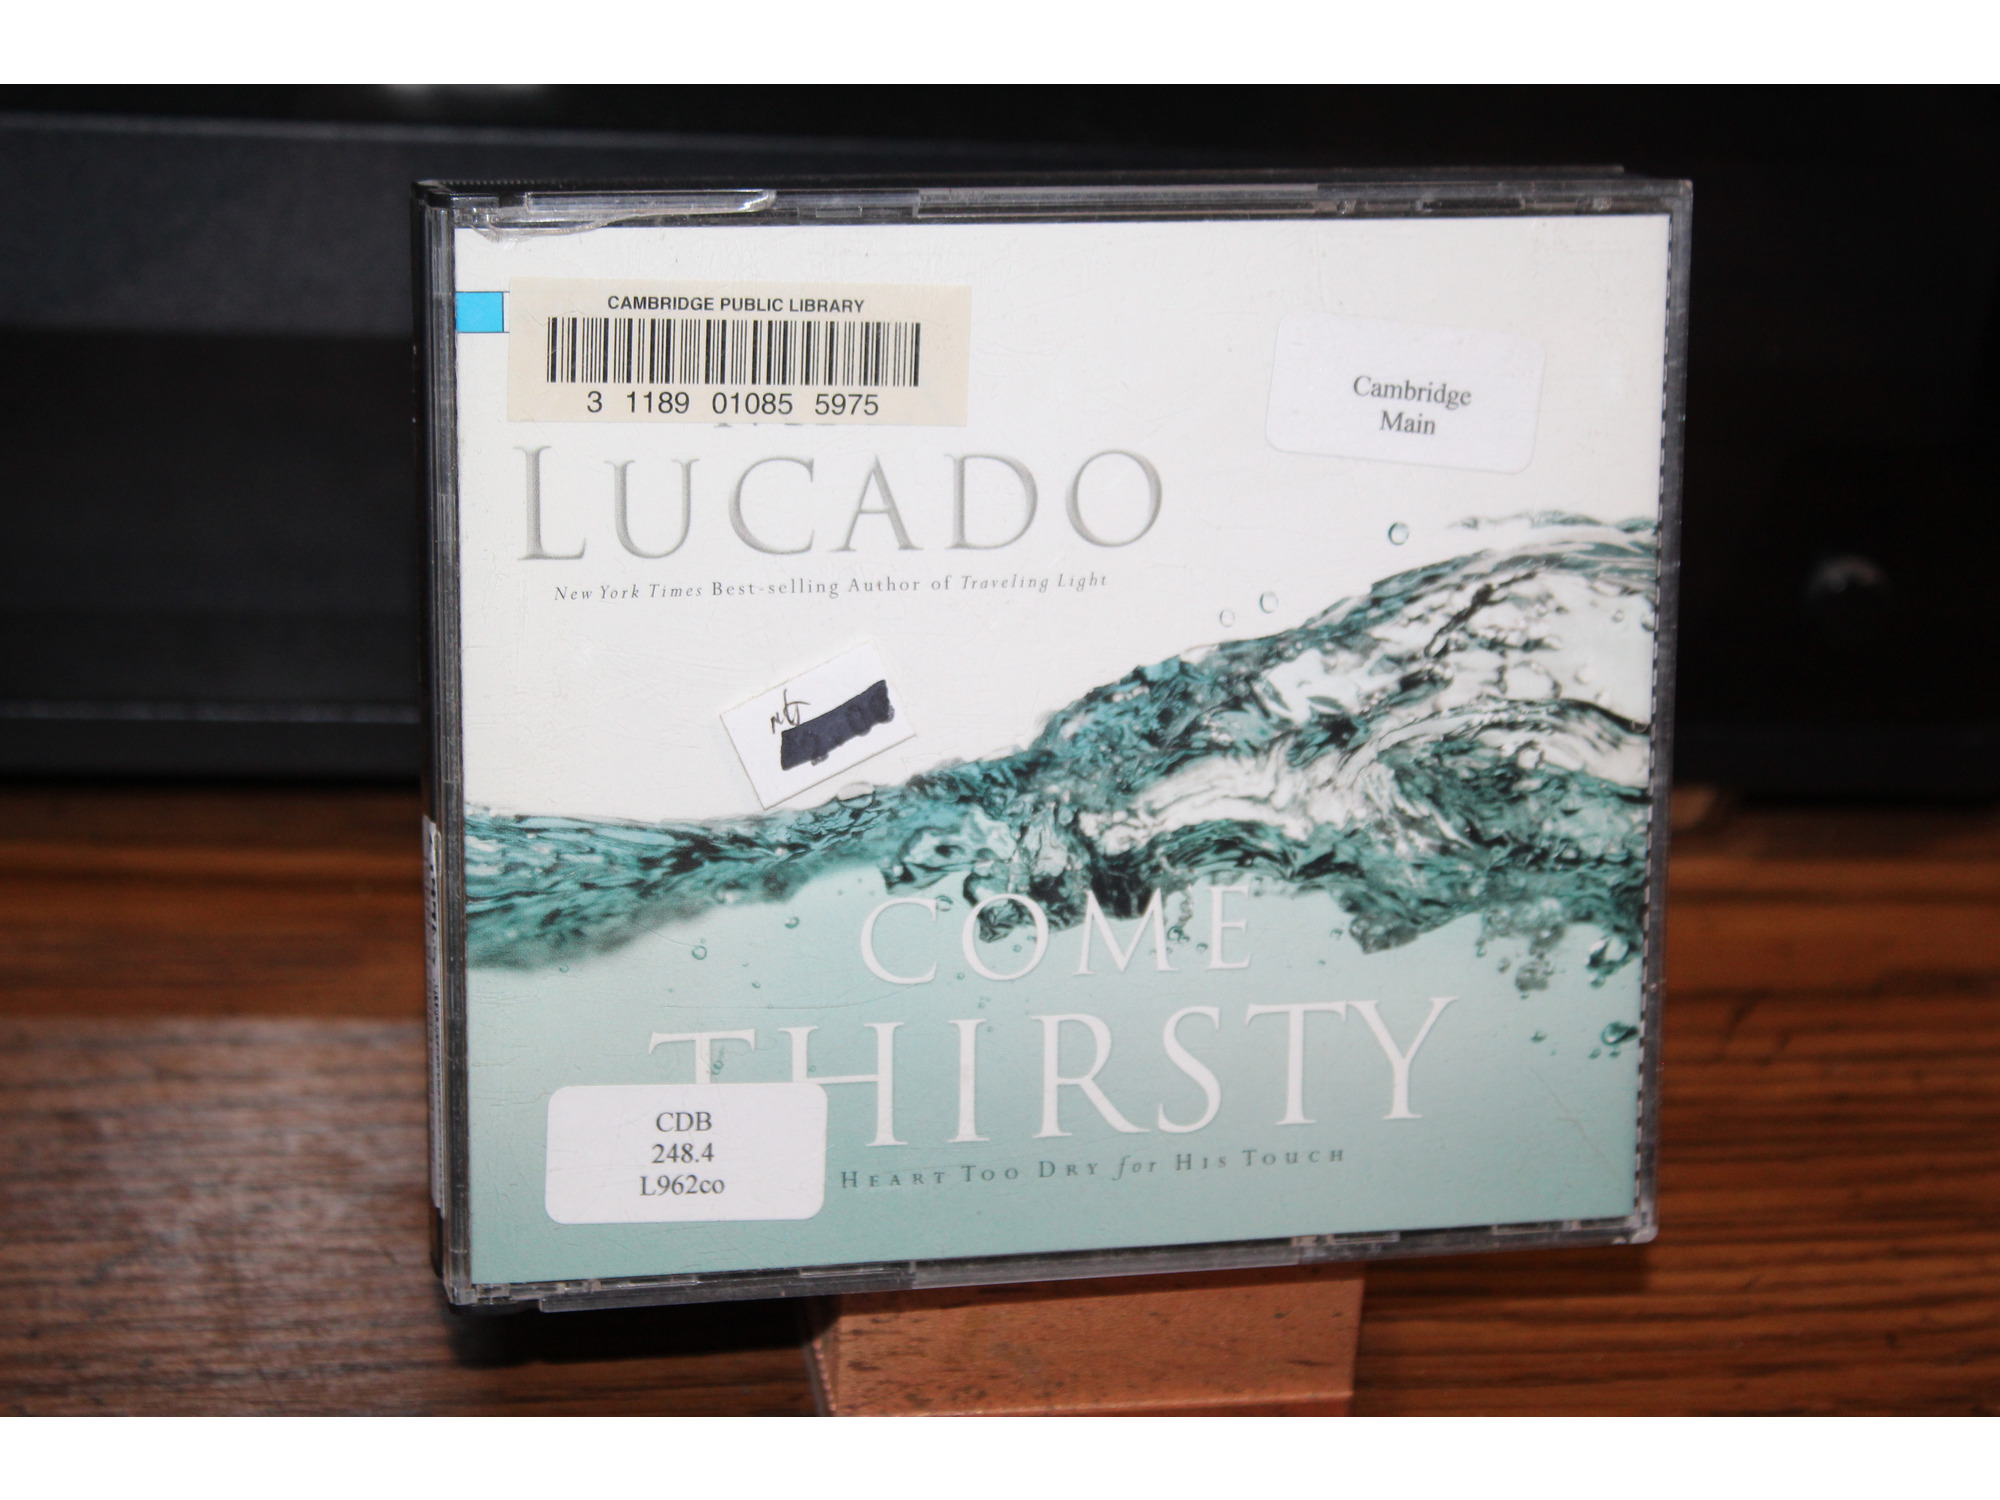 CAMBRIDGE PUBLIC LIBRARY
3 1189 01085 5975
Cambridge
Main
LUCADO
New York Times Best-selling Author of Traveling Light
COME
THIRSTY
HEART TOO DRY for HIS TOUCH
CDB
248.4
L962co